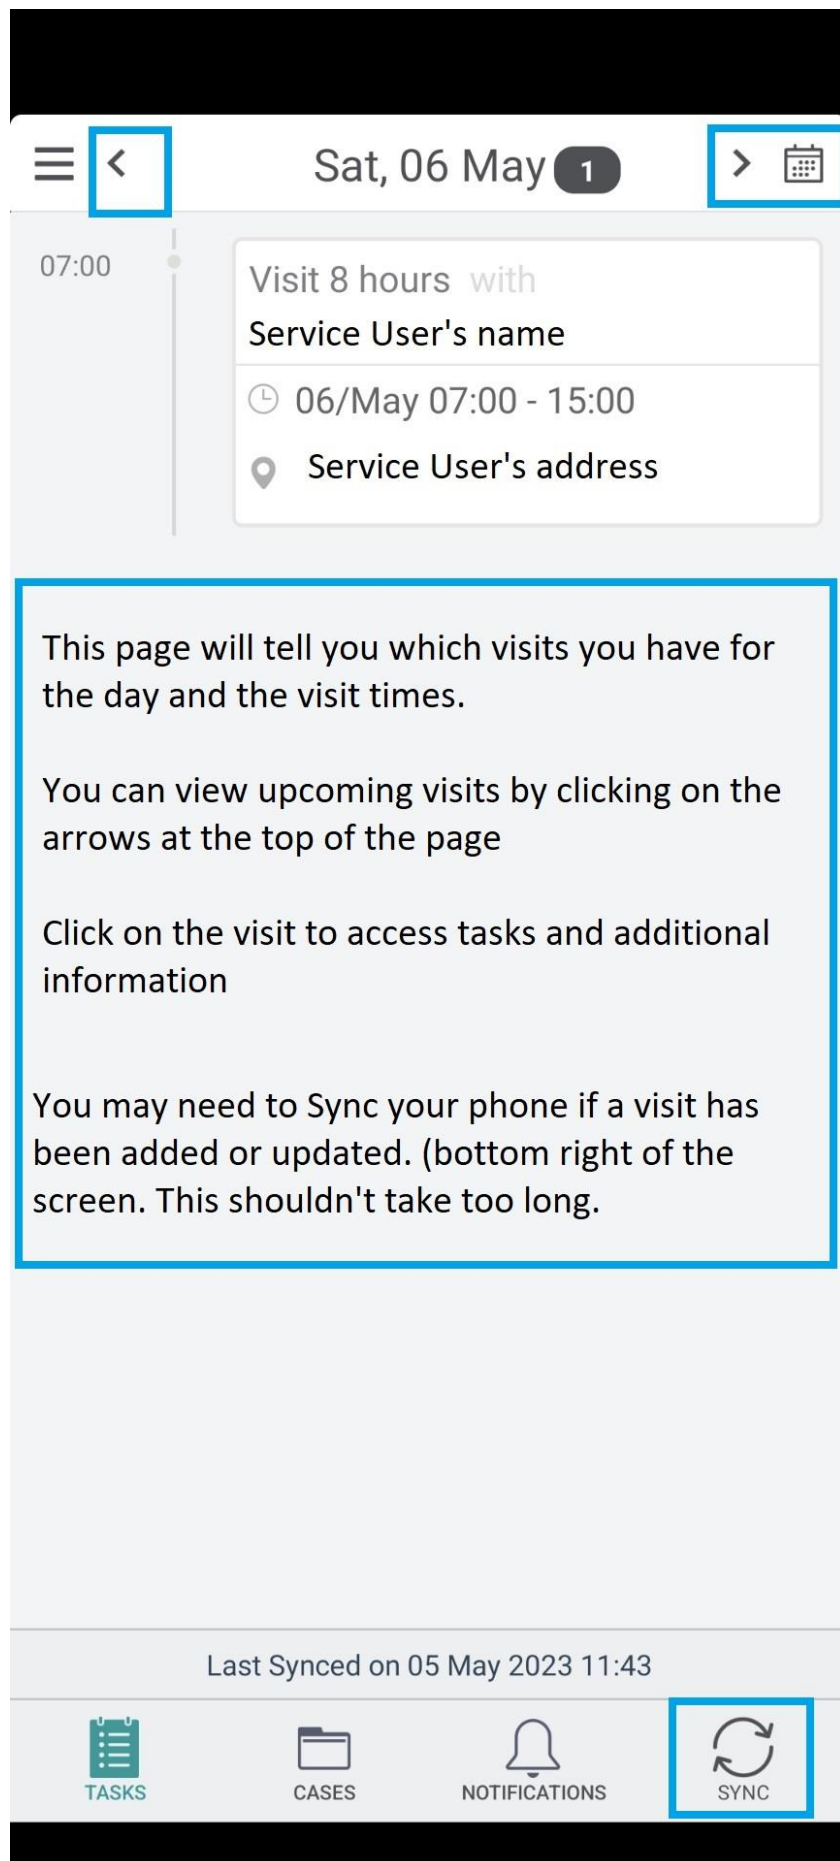 Sat, 06 May 1
07:00
Visit 8 hours with
Service User's name
06/May 07:00 - 15:00
Service User's address
This page will tell you which visits you have for
the day and the visit times.
You can view upcoming visits by clicking on the
arrows at the top of the page
Click on the visit to access tasks and additional
information
You may need to Sync your phone if a visit has
been added or updated. (bottom right of the
screen. This shouldn't take too long.
Last Synced on 05 May 2023 11:43
TASKS CASES NOTIFICATIONS SYNC